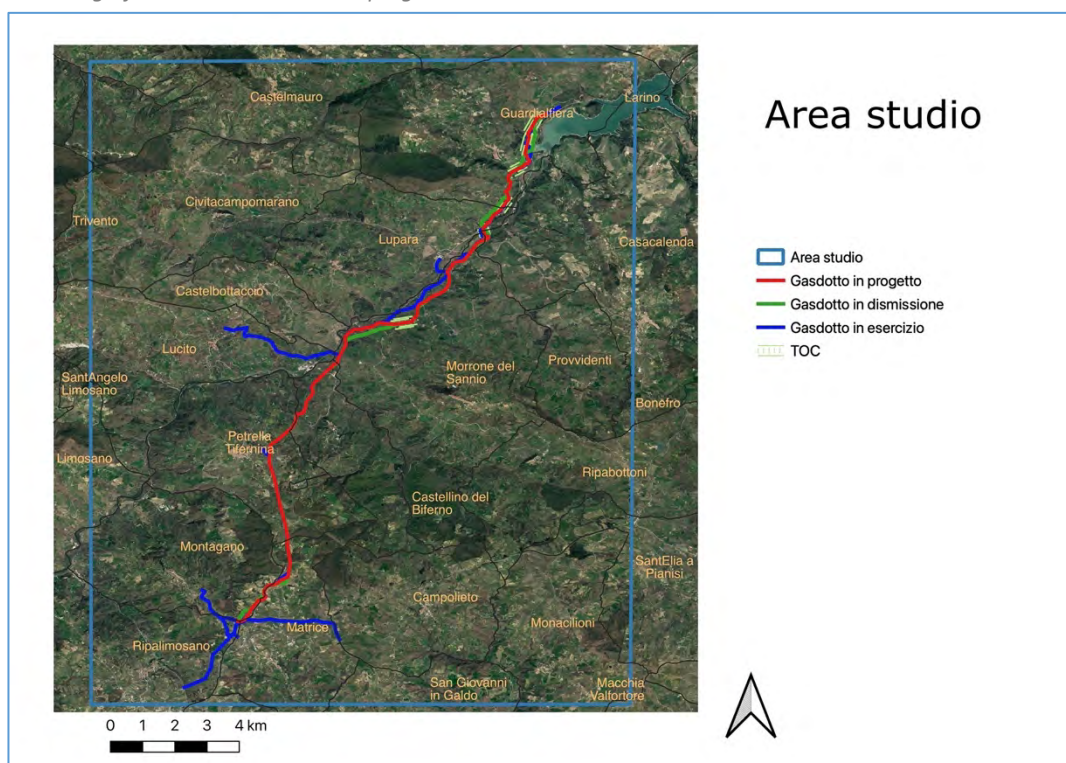 Area studio
Castelmauro
Guardialfiera
Larino
Civitacampomarano
Trivento
Lupara
Casacalenda
Castelbottaccio
Lucito
SantAngelo
Limosano
Morrone del
Sannio
Provvidenti
Bonefro
Petrella
Tifernina
Limosano
Ripabottoni
Castellino del
Biferno
Montagano
SantElia a
Pianisi
Campolieto
Monacilioni
Matrice
Ripalimosano
San Giovanni
in Galdo
Macchia
Valfortore
Area studio
Gasdotto in progetto
Gasdotto in dismissione
Gasdotto in esercizio
TOC
0 1 2 3 4 km